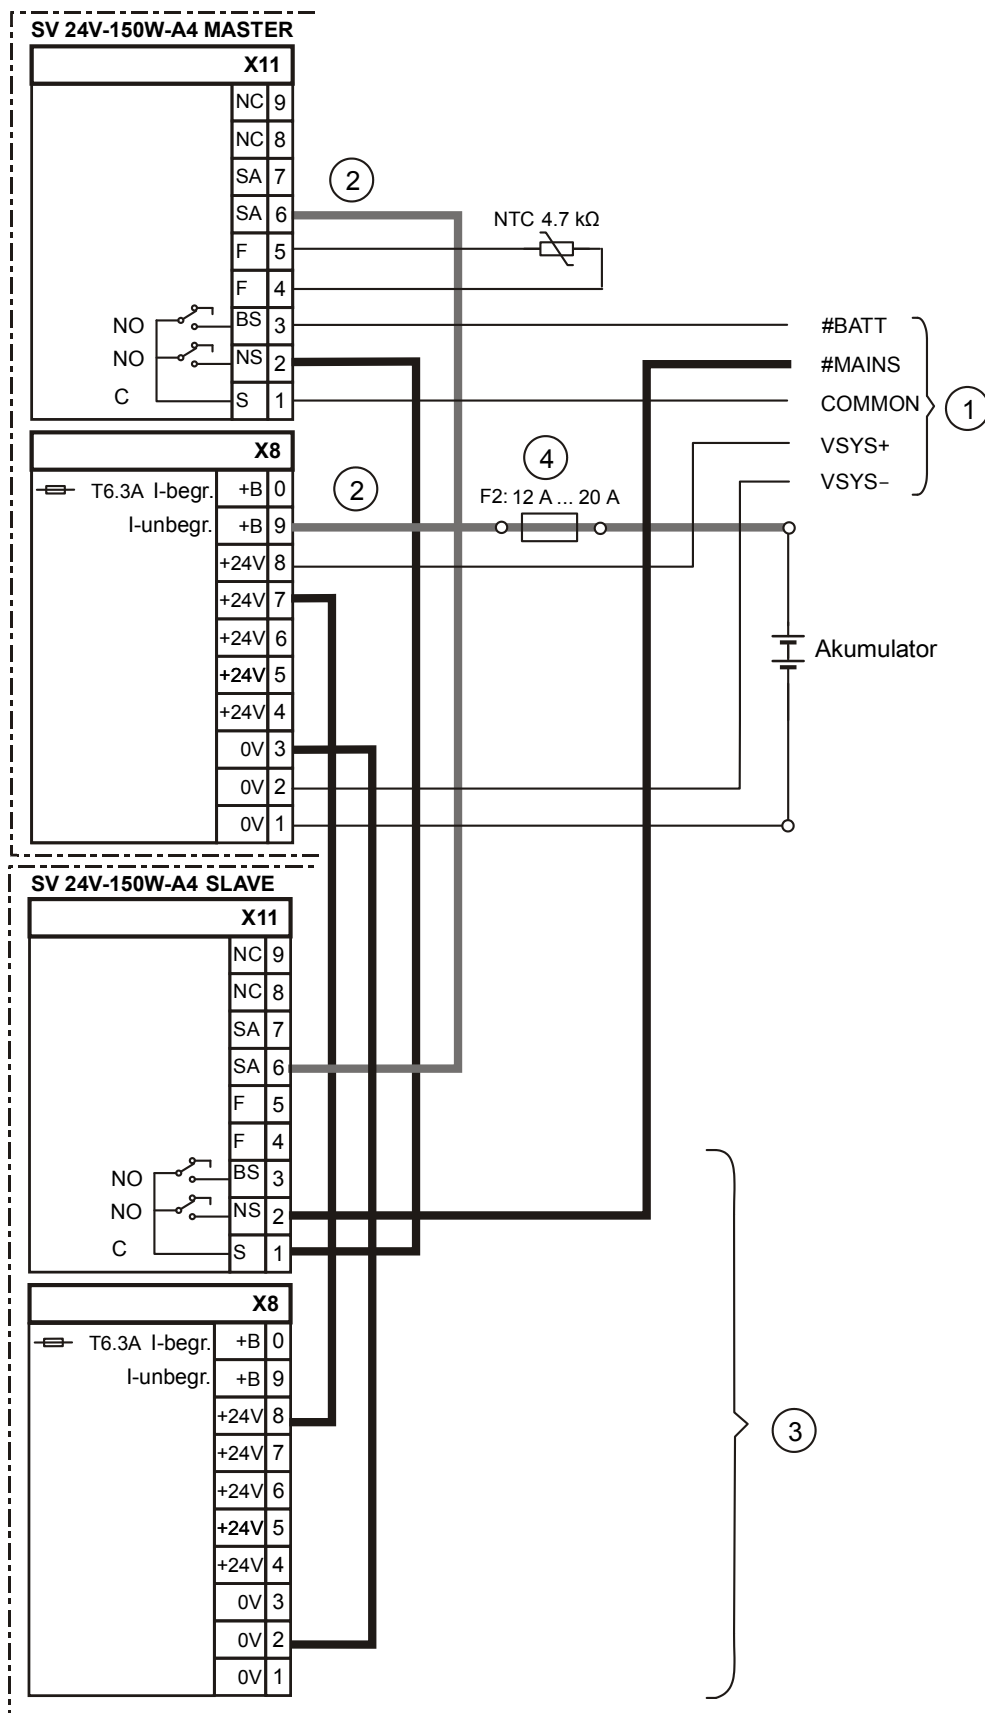 SV 24V-150W-A4 MASTER
X11
NC 9
NC 8
SA 7
2
SA 6
NTC 4.7 kΩ
F 5
F 4
NO BS 3
#BATT
NO NS 2
#MAINS
C S 1
COMMON
1
X8
VSYS+
VSYS–
4
T6.3A I-begr. +B 0
2
F2: 12 A ... 20 A
I-unbegr. +B 9
+24V 8
+24V 7
+24V 6
Akumulator
+24V 5
+24V 4
0V 3
0V 2
0V 1
SV 24V-150W-A4 SLAVE
X11
NC 9
NC 8
SA 7
SA 6
F 5
F 4
NO BS 3
NO NS 2
C S 1
X8
T6.3A I-begr. +B 0
I-unbegr. +B 9
+24V 8
3
+24V 7
+24V 6
+24V 5
+24V 4
0V 3
0V 2
0V 1